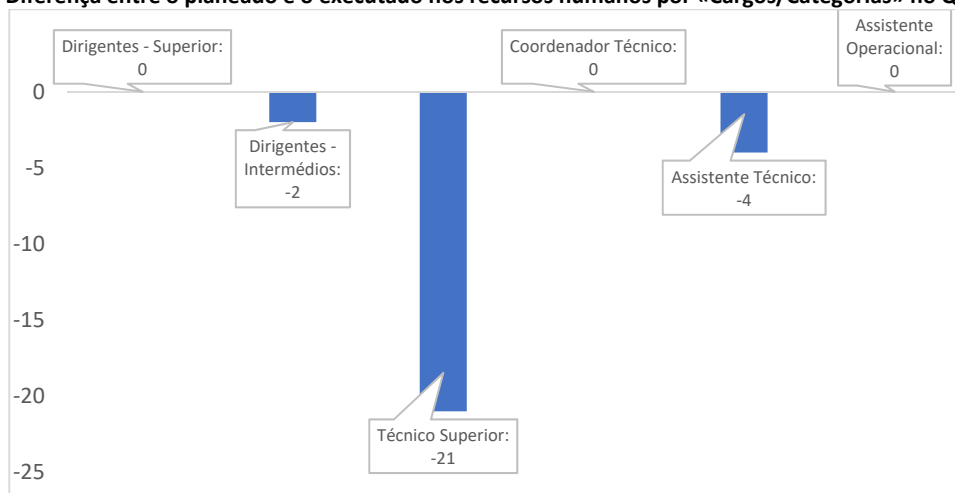 Diferença entre o planeado e o executado nos recursos humanos por «Cargos/Categorias» no Q
Dirigentes - Superior:
0
Coordenador Técnico:
0
Assistente
Operacional:
0
0
Dirigentes -
Intermédios:
-2
Assistente Técnico:
-4
-5
-10
-15
-20
Técnico Superior:
-21
-25